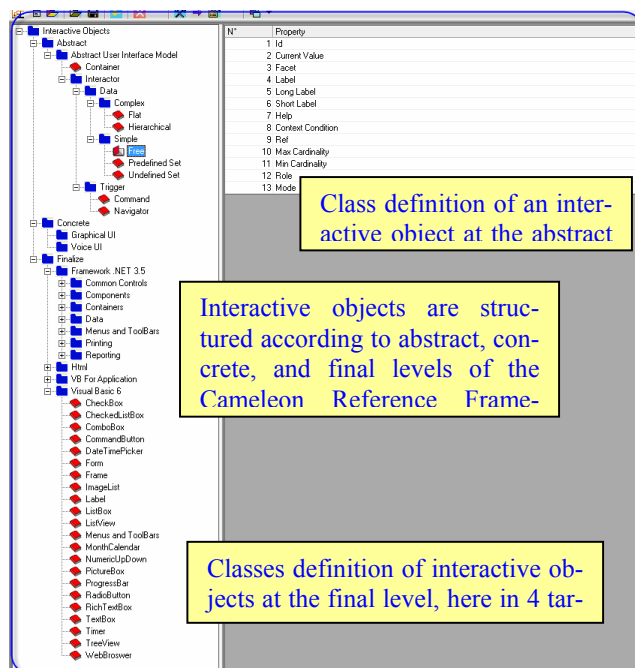 Interactive Objects
Abstract
Abstract User Interface Model
Container
Interactor
Data
Complex
Flat
Hierarchical
Simple
Free
Predefined Set
Undefined Set
Trigger
Command
Navigator
Concrete
Graphical UI
Voice UI
Finalize
Framework .NET 3.5
Common Controls
Components
Containers
Data
Menus and ToolBars
Printing
Reporting
Html
VB For Application
Visual Basic 6
CheckBox
CheckedListBox
ComboBox
CommandButton
DateTimePicker
Form
Frame
ImageList
Label
ListBox
ListView
Menus and ToolBars
MonthCalendar
NumericUpDown
PictureBox
ProgressBar
RadioButton
RichTextBox
TextBox
Timer
TreeView
WebBroswer
N° Property
1 Id
2 Current Value
3 Facet
4 Label
5 Long Label
6 Short Label
7 Help
8 Context Condition
9 Ref
10 Max Cardinality
11 Min Cardinality
12 Role
13 Mode
Class definition of an inter-
active object at the abstract
Interactive objects are struc-
tured according to abstract, con-
crete, and final levels of the
Cameleon Reference Frame-
Classes definition of interactive ob-
jects at the final level, here in 4 tar-